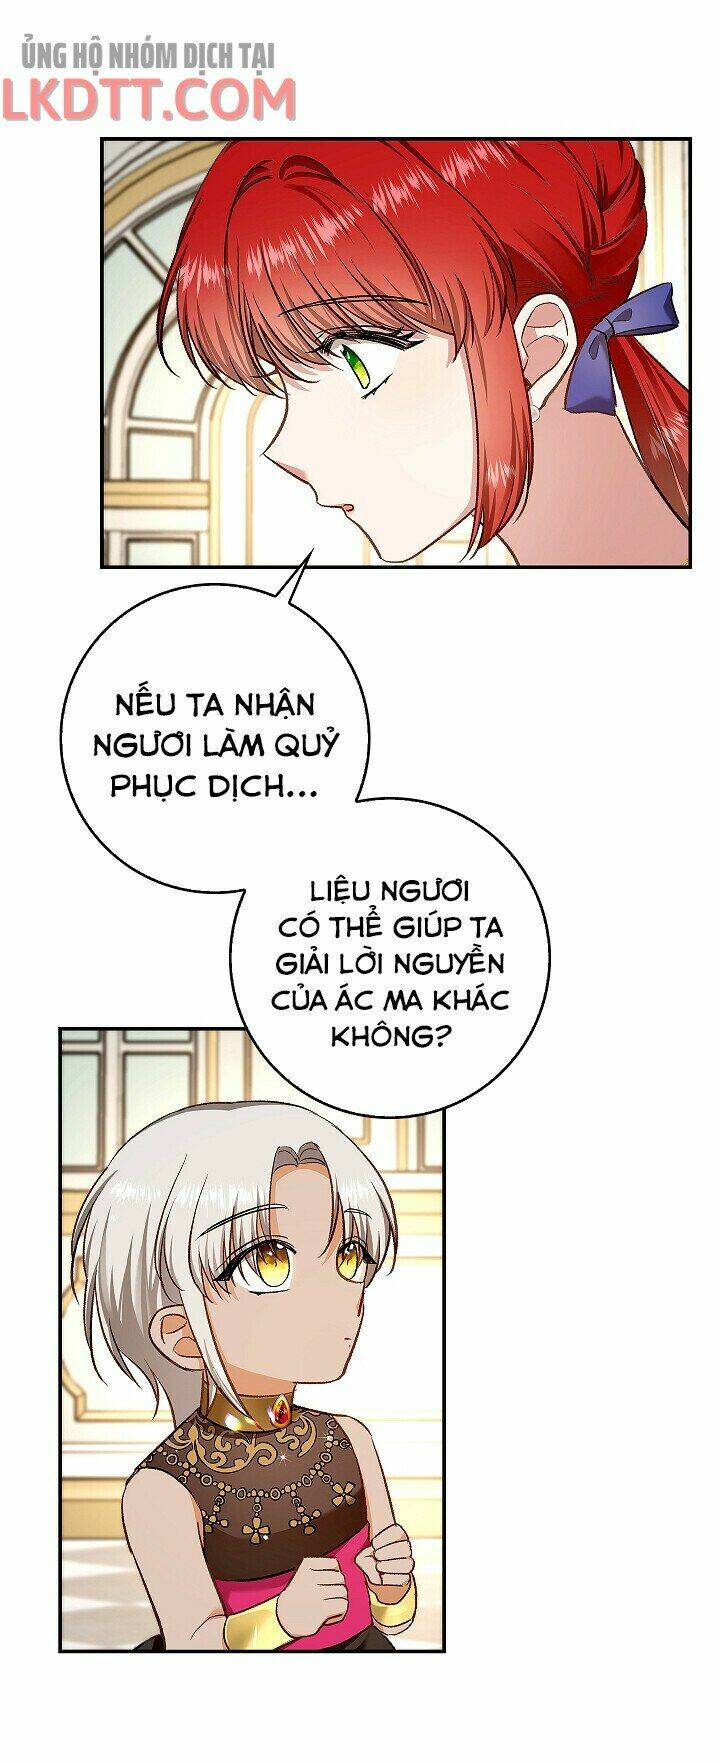 ỦNG HỘ NHÓM DỊCH TẠI
LKDTT.COM
NẾU TA NHẬN
NGƯƠI LÀM QUỶ
PHỤC DỊCH...
LIỆU NGƯƠI
CÓ THỂ GIÚP TA
GIẢI LỜI NGUYỀN
CỦA ÁC MA KHÁC
KHÔNG?